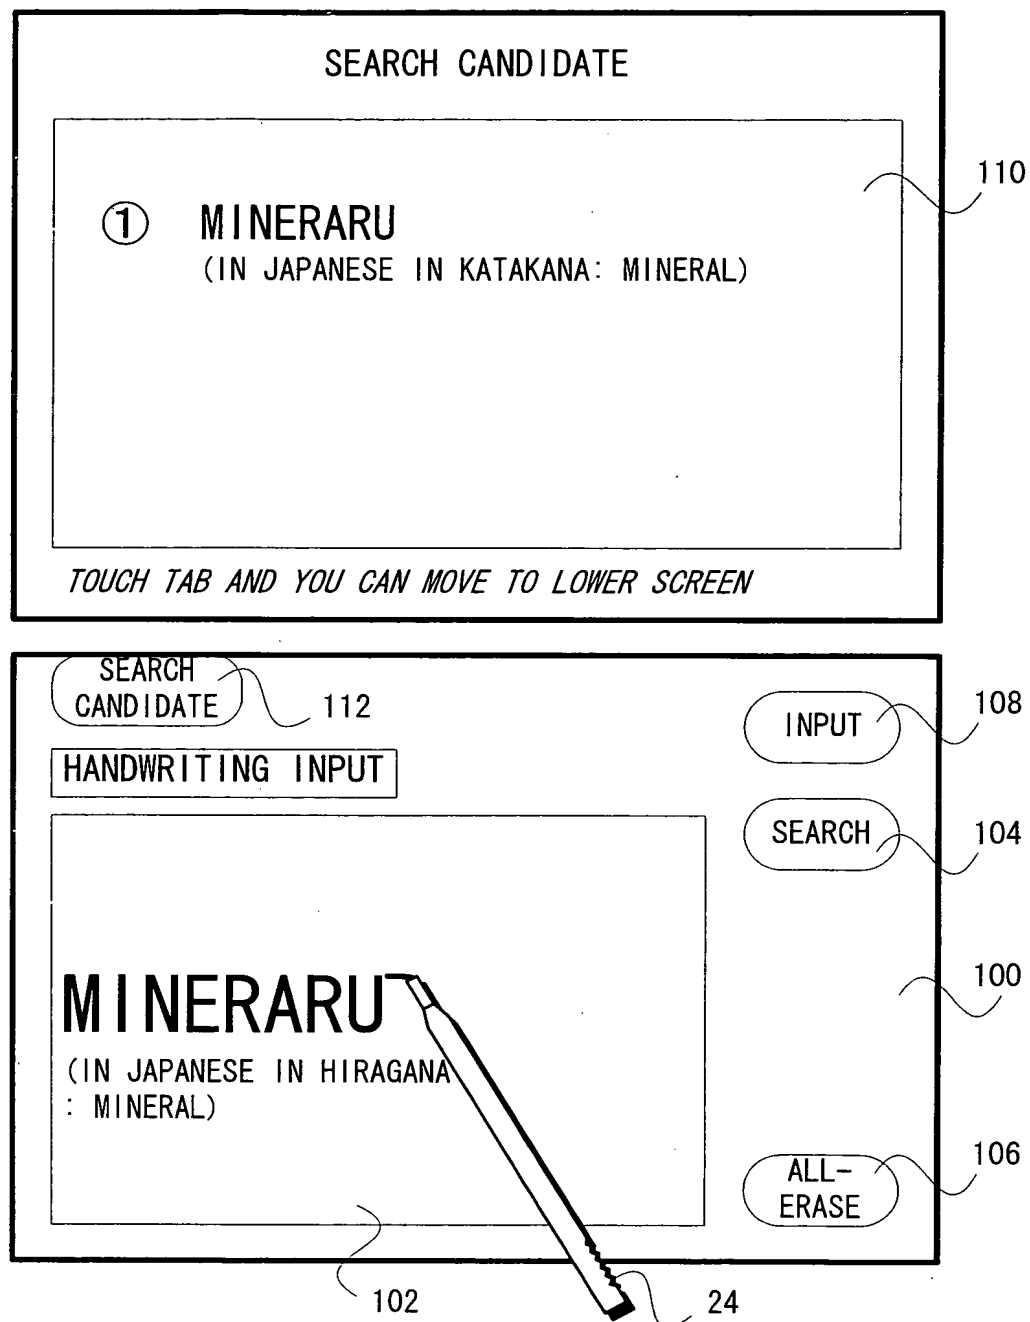 SEARCH CANDIDATE
110
① MINERARU
(IN JAPANESE IN KATAKANA: MINERAL)
TOUCH TAB AND YOU CAN MOVE TO LOWER SCREEN
SEARCH
CANDIDATE
112
INPUT
108
HANDWRITING INPUT
SEARCH
104
100
MINERARU
(IN JAPANESE IN HIRAGANA
: MINERAL)
ALL-
ERASE
106
102
24